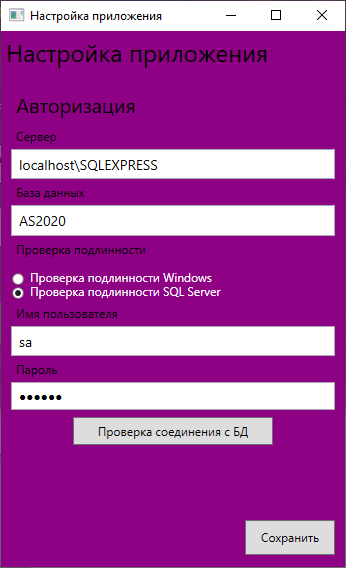 Настройка приложения
Настройка приложения
Авторизация
Сервер
localhost\SQLEXPRESS
База данных
AS2020
Проверка подлинности
Проверка подлинности Windows
Проверка подлинности SQL Server
Имя пользователя
sa
Пароль
••••••
Проверка соединения с БД
Сохранить